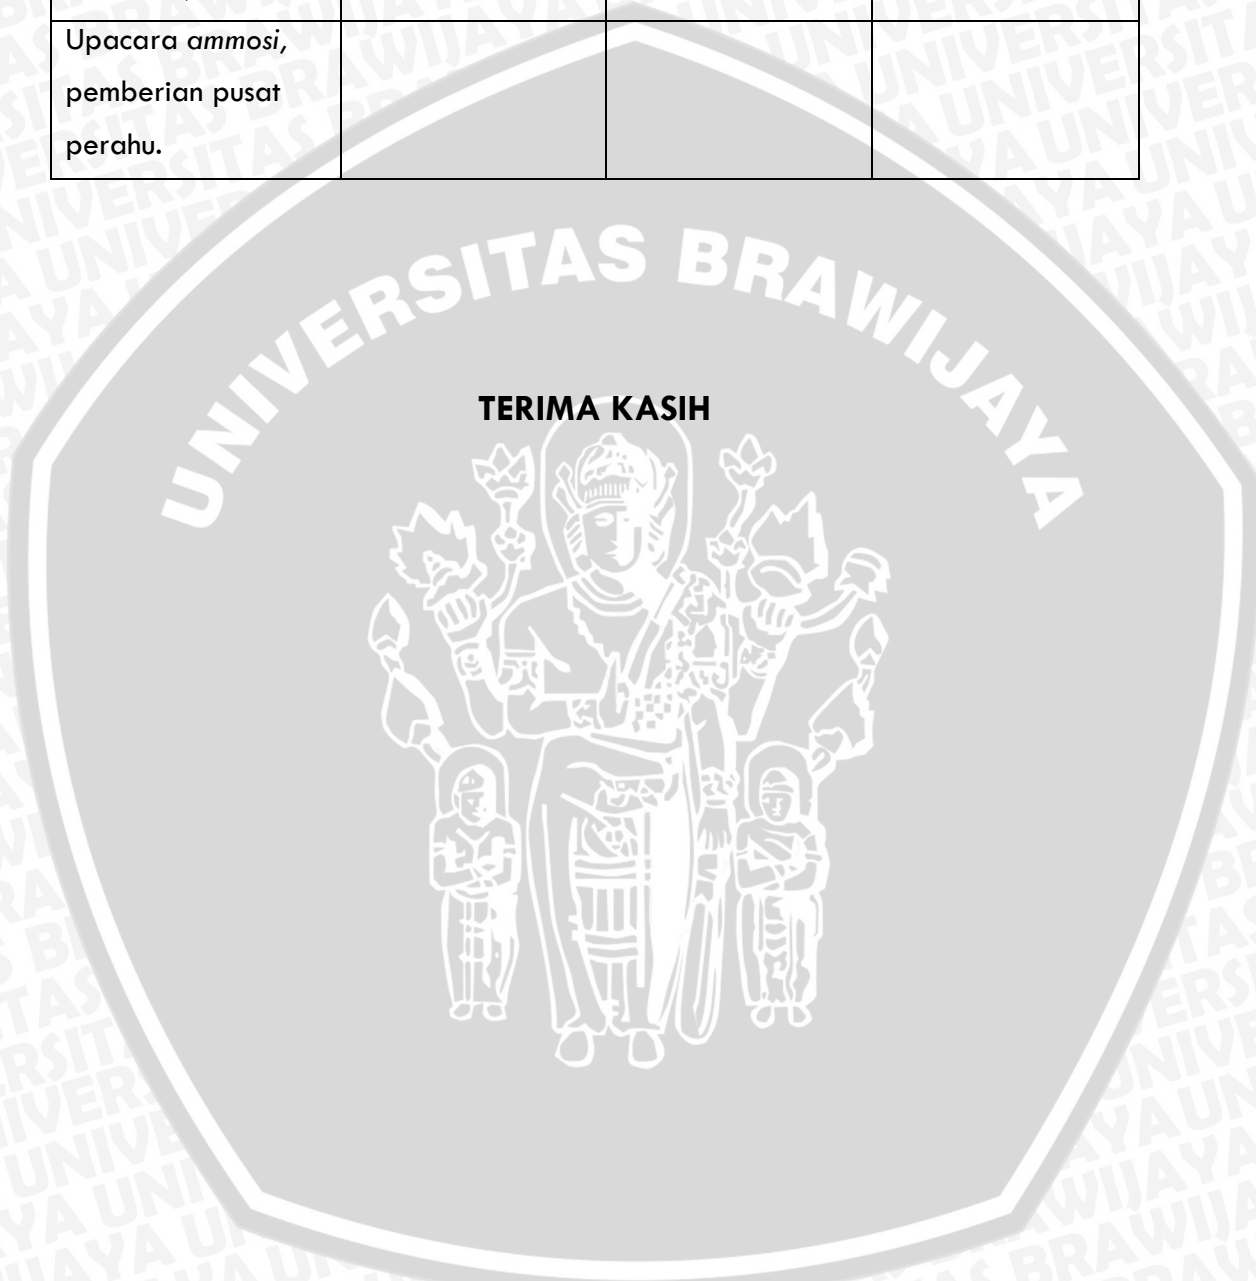 Upacara ammosi,
pemberian pusat
perahu.
UNIVERSITAS BRAWIJAYA
TERIMA KASIH